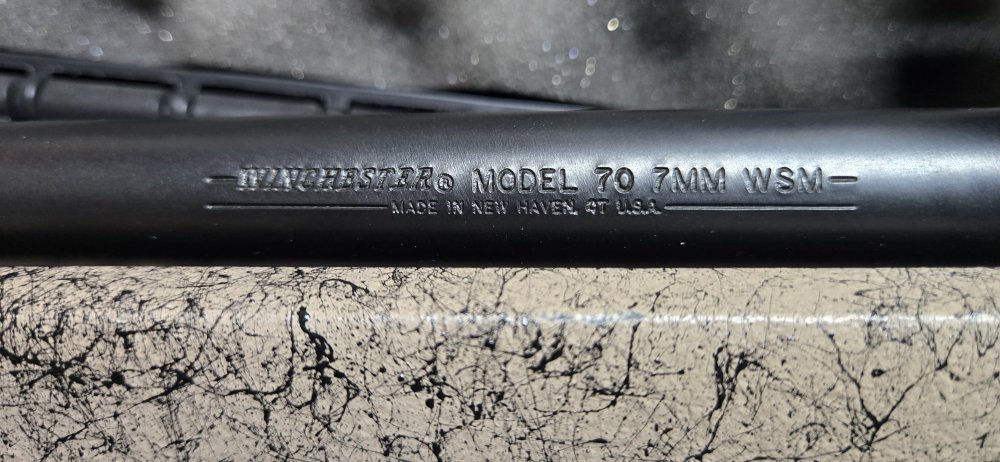 -WINCHESTER® MODEL 70 7MM WSM-
MADE IN NEW HAVEN, CT U.S.A.